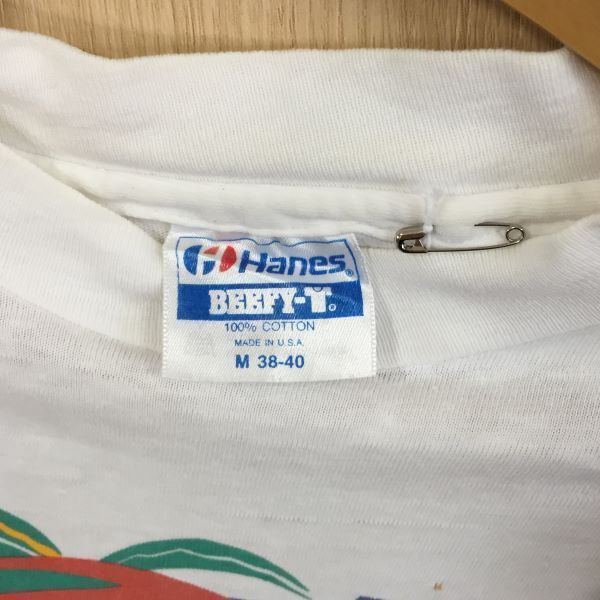 Hanes®
BEEFY-T®
100% COTTON
MADE IN U.S.A.
M 38-40